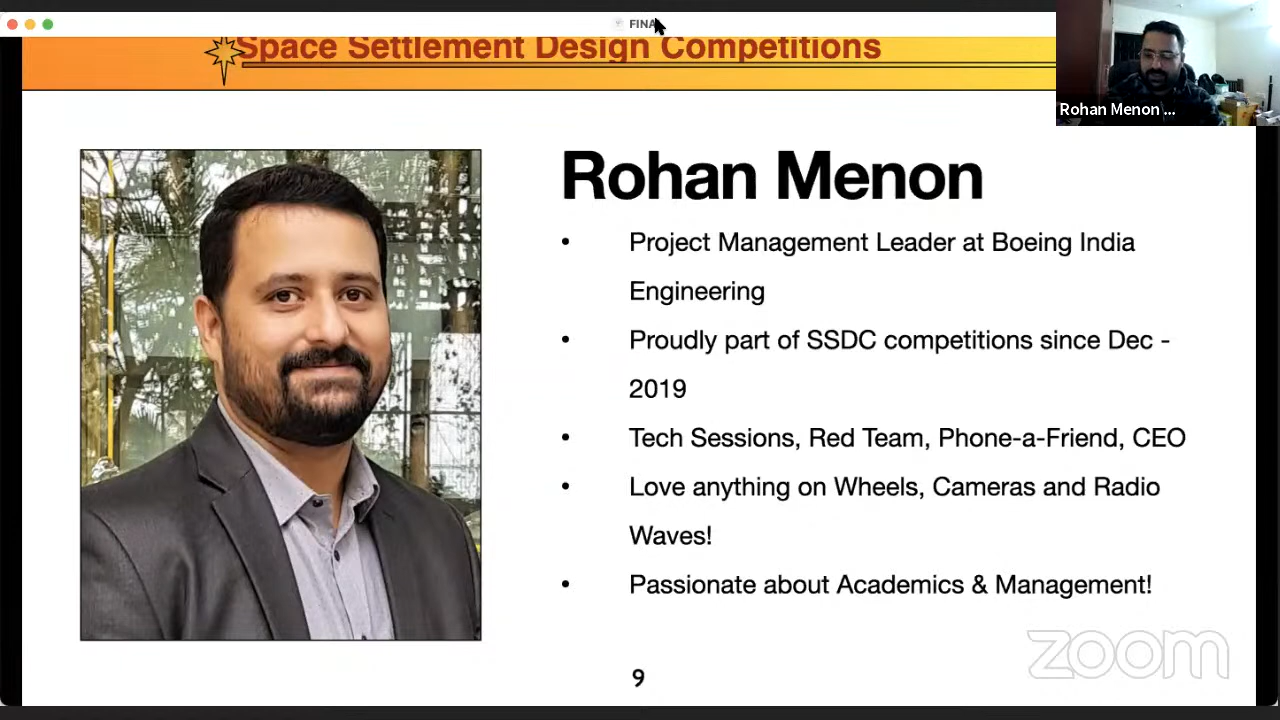 FINA
Space Settlement Design Competitions
Rohan Menon ...
Rohan Menon
• Project Management Leader at Boeing India
Engineering
• Proudly part of SSDC competitions since Dec -
2019
• Tech Sessions, Red Team, Phone-a-Friend, CEO
• Love anything on Wheels, Cameras and Radio
Waves!
• Passionate about Academics & Management!
zoom
9